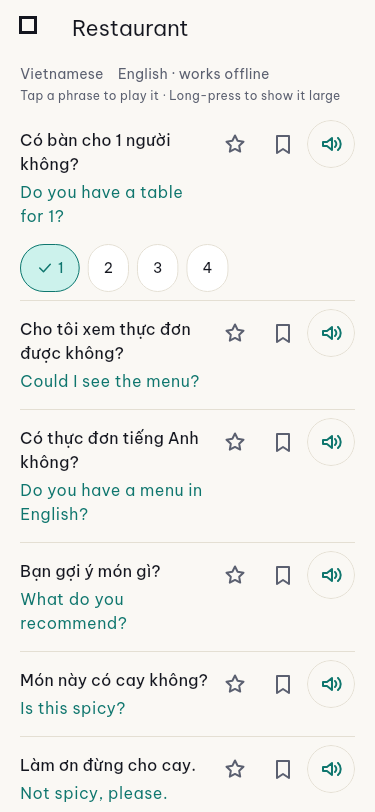 Restaurant
Vietnamese English · works offline
Tap a phrase to play it · Long-press to show it large
Có bàn cho 1 người
không?
Do you have a table
for 1?
1 2 3 4
Cho tôi xem thực đơn
được không?
Could I see the menu?
Có thực đơn tiếng Anh
không?
Do you have a menu in
English?
Bạn gợi ý món gì?
What do you
recommend?
Món này có cay không?
Is this spicy?
Làm ơn đừng cho cay.
Not spicy, please.